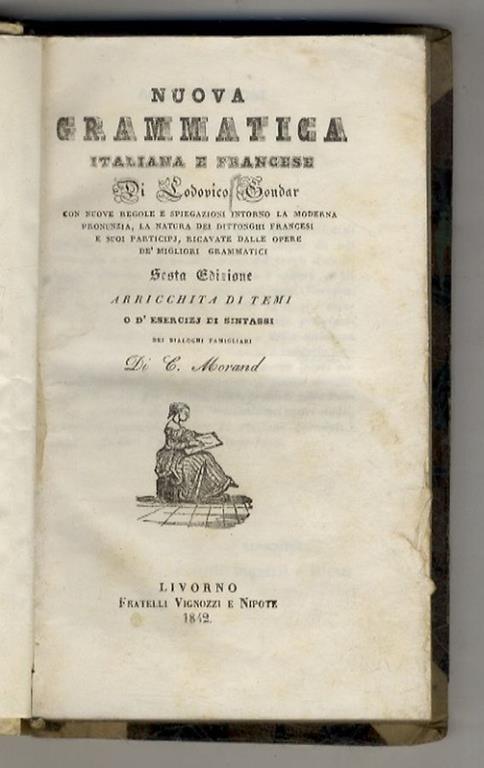 NUOVA
GRAMMATICA
ITALIANA E FRANCESE
Di Lodovico Gondar
CON NUOVE REGOLE E SPIEGAZIONI INTORNO LA MODERNA
PRONUNZIA, LA NATURA DEI DITTONGHI FRANCESI
E SUOI PARTICIPJ, RICAVATE DALLE OPERE
DE' MIGLIORI GRAMMATICI
Sesta Edizione
ARRICCHITA DI TEMI
O D' ESERCIZJ DI SINTASSI
DEI DIALOGHI FAMIGLIARI
Di C. Morand
LIVORNO
FRATELLI VIGNOZZI E NIPOTE
1842.